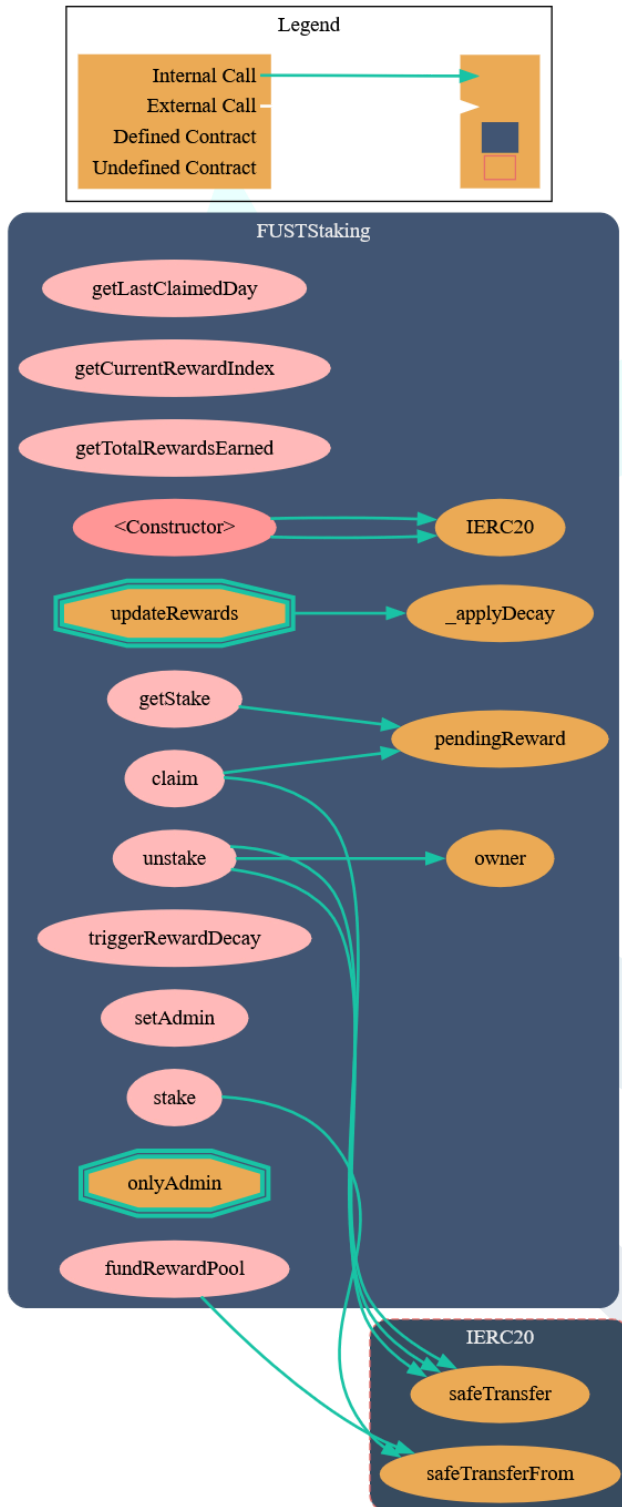 Legend
Internal Call
External Call
Defined Contract
Undefined Contract
FUSTStaking
getLastClaimedDay
getCurrentRewardIndex
getTotalRewardsEarned
<Constructor>
IERC20
updateRewards
_applyDecay
getStake
pendingReward
claim
unstake
owner
triggerRewardDecay
setAdmin
stake
onlyAdmin
fundRewardPool
IERC20
safeTransfer
safeTransferFrom